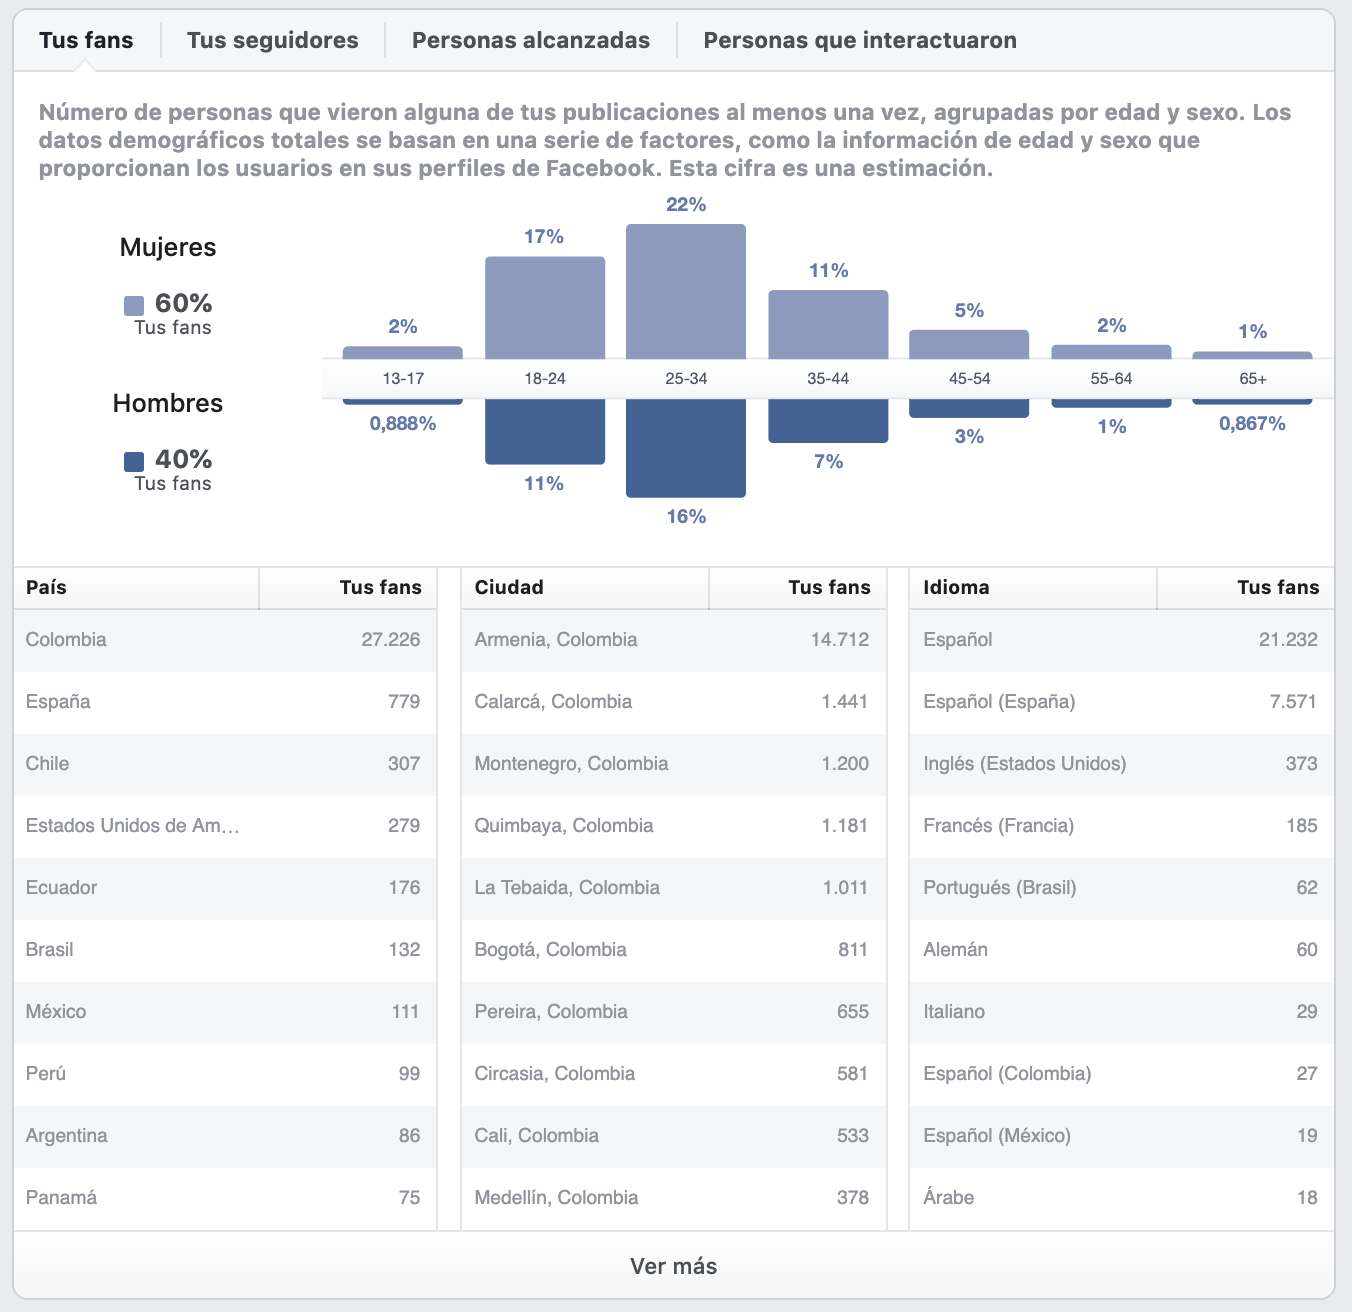 Tus fans
Tus seguidores
Personas alcanzadas
Personas que interactuaron
Número de personas que vieron alguna de tus publicaciones al menos una vez, agrupadas por edad y sexo. Los
datos demográficos totales se basan en una serie de factores, como la información de edad y sexo que
proporcionan los usuarios en sus perfiles de Facebook. Esta cifra es una estimación.
Mujeres
60%
Tus fans
Hombres
40%
Tus fans
2% 17% 22% 11% 5% 2% 1%
13-17 18-24 25-34 35-44 45-54 55-64 65+
0,888% 11% 16% 7% 3% 1% 0,867%
País Tus fans
Colombia 27.226
España 779
Chile 307
Estados Unidos de Am... 279
Ecuador 176
Brasil 132
México 111
Perú 99
Argentina 86
Panamá 75
Ciudad Tus fans
Armenia, Colombia 14.712
Calarcá, Colombia 1.441
Montenegro, Colombia 1.200
Quimbaya, Colombia 1.181
La Tebaida, Colombia 1.011
Bogotá, Colombia 811
Pereira, Colombia 655
Circasia, Colombia 581
Cali, Colombia 533
Medellín, Colombia 378
Idioma Tus fans
Español 21.232
Español (España) 7.571
Inglés (Estados Unidos) 373
Francés (Francia) 185
Portugués (Brasil) 62
Alemán 60
Italiano 29
Español (Colombia) 27
Español (México) 19
Árabe 18
Ver más